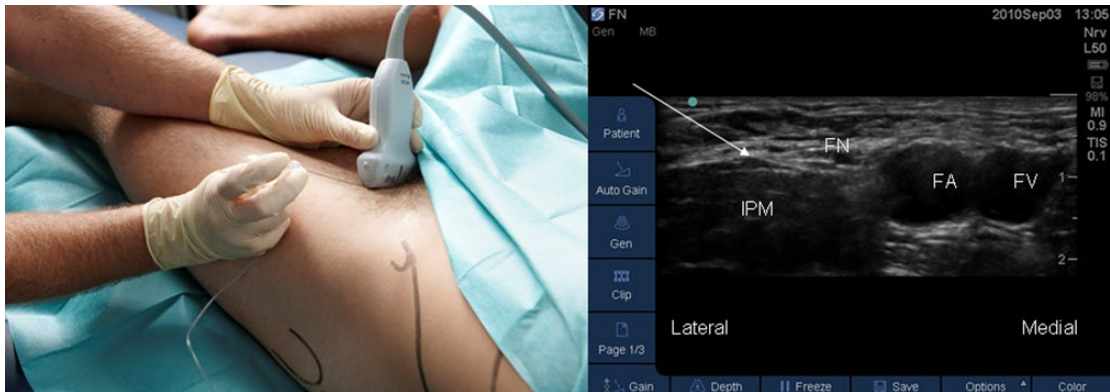 FN
2010Sep03 13:05
Gen MB
Nrv
L50
98%
MI
0.9
TIS
0.1
Patient
Auto Gain
Gen
Clip
Page 1/3
FN
FA
FV
IPM
1
2
Lateral
Medial
Gain
Depth
Freeze
Save
Options
Color